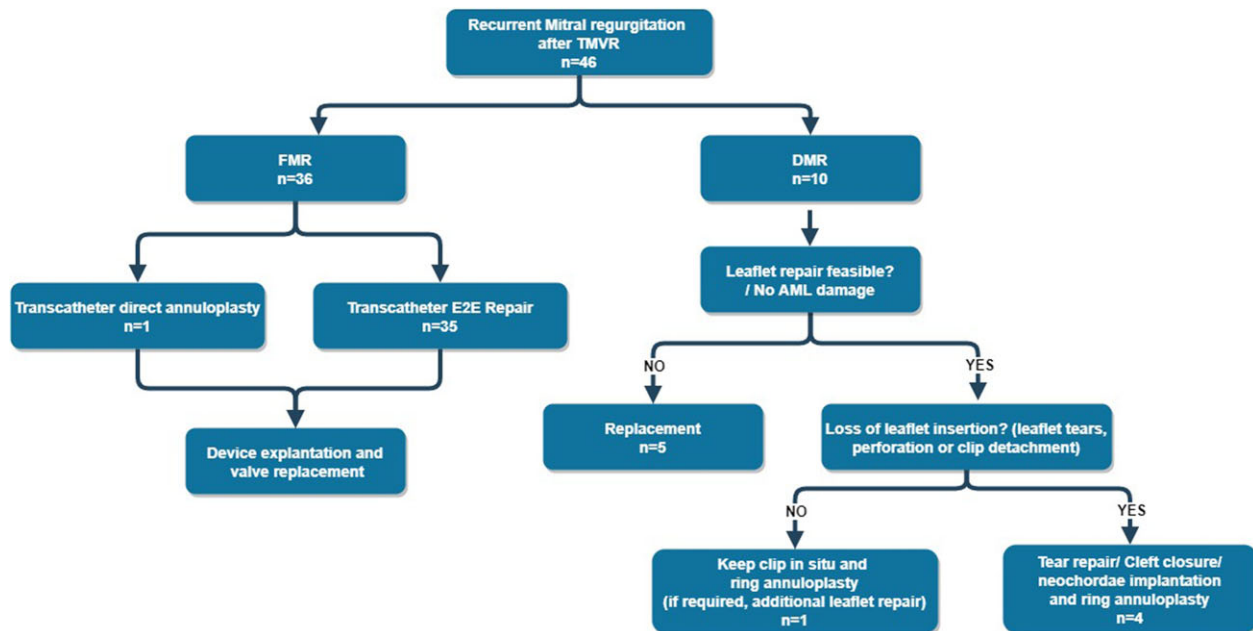 Recurrent Mitral regurgitation
after TMVR
n=46
FMR
n=36
DMR
n=10
Transcatheter direct annuloplasty
n=1
Transcatheter E2E Repair
n=35
Leaflet repair feasible?
/ No AML damage
NO
YES
Device explantation and
valve replacement
Replacement
n=5
Loss of leaflet insertion? (leaflet tears,
perforation or clip detachment)
NO
YES
Keep clip in situ and
ring annuloplasty
(if required, additional leaflet repair)
n=1
Tear repair/ Cleft closure/
neochordae implantation
and ring annuloplasty
n=4